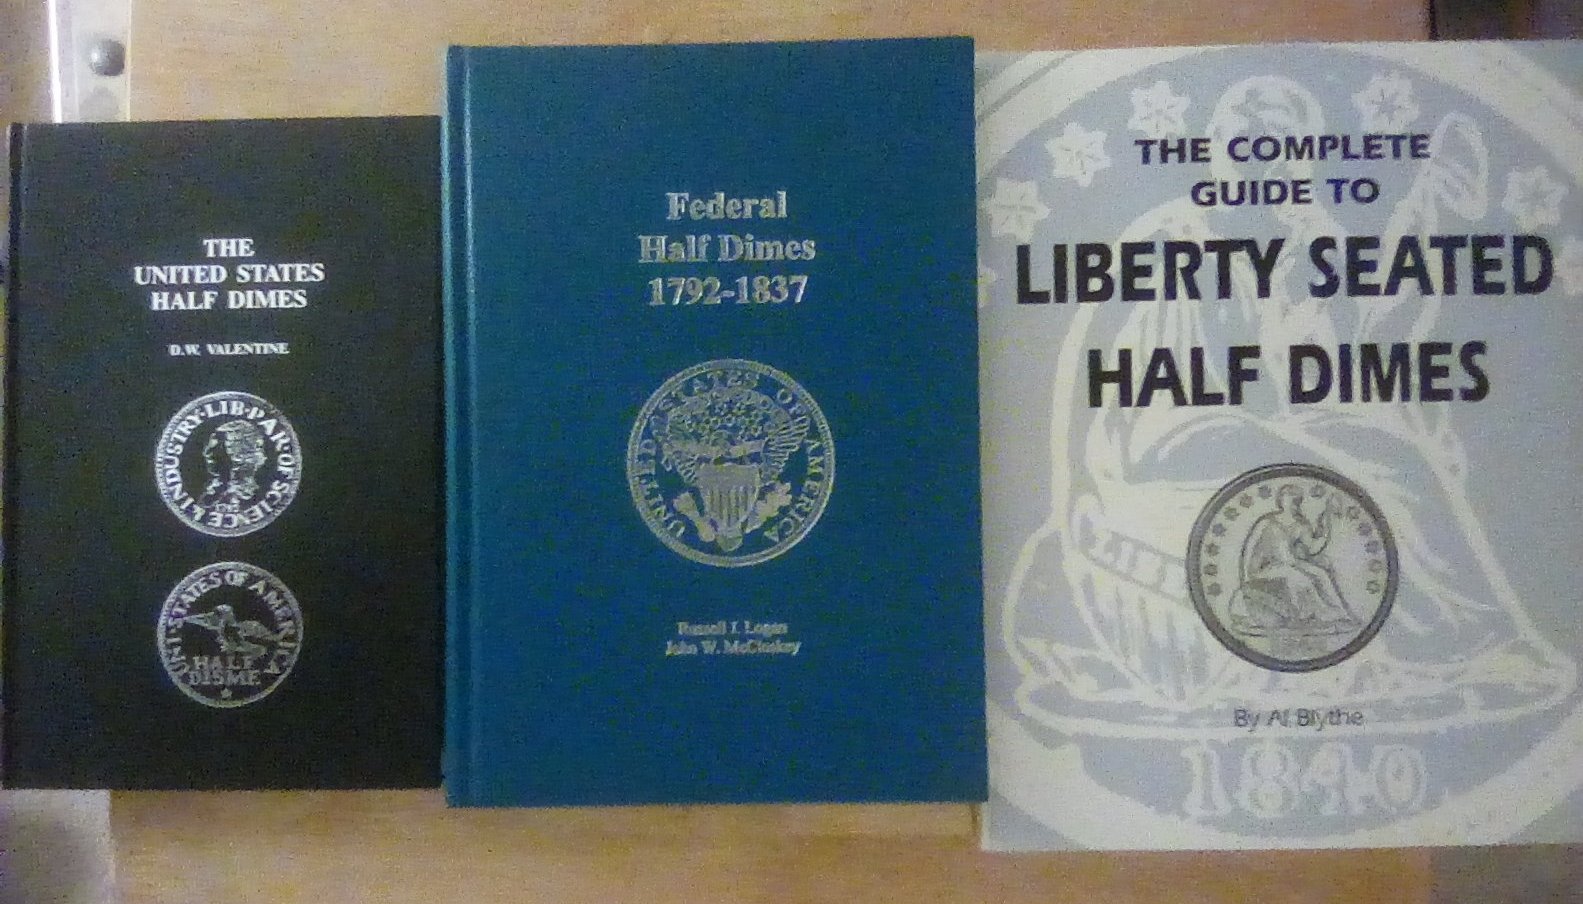 THE
UNITED STATES
HALF DIMES
D.W. VALENTINE
LIB·PAR·OF SCIENCE & INDUSTRY
UNI·STATES OF AMERICA
HALF
DISME
Federal
Half Dimes
1792-1837
UNITED STATES OF AMERICA
Russell J. Logan
John W. McCloskey
THE COMPLETE
GUIDE TO
LIBERTY SEATED
HALF DIMES
LIBE
By Al Blythe
1840